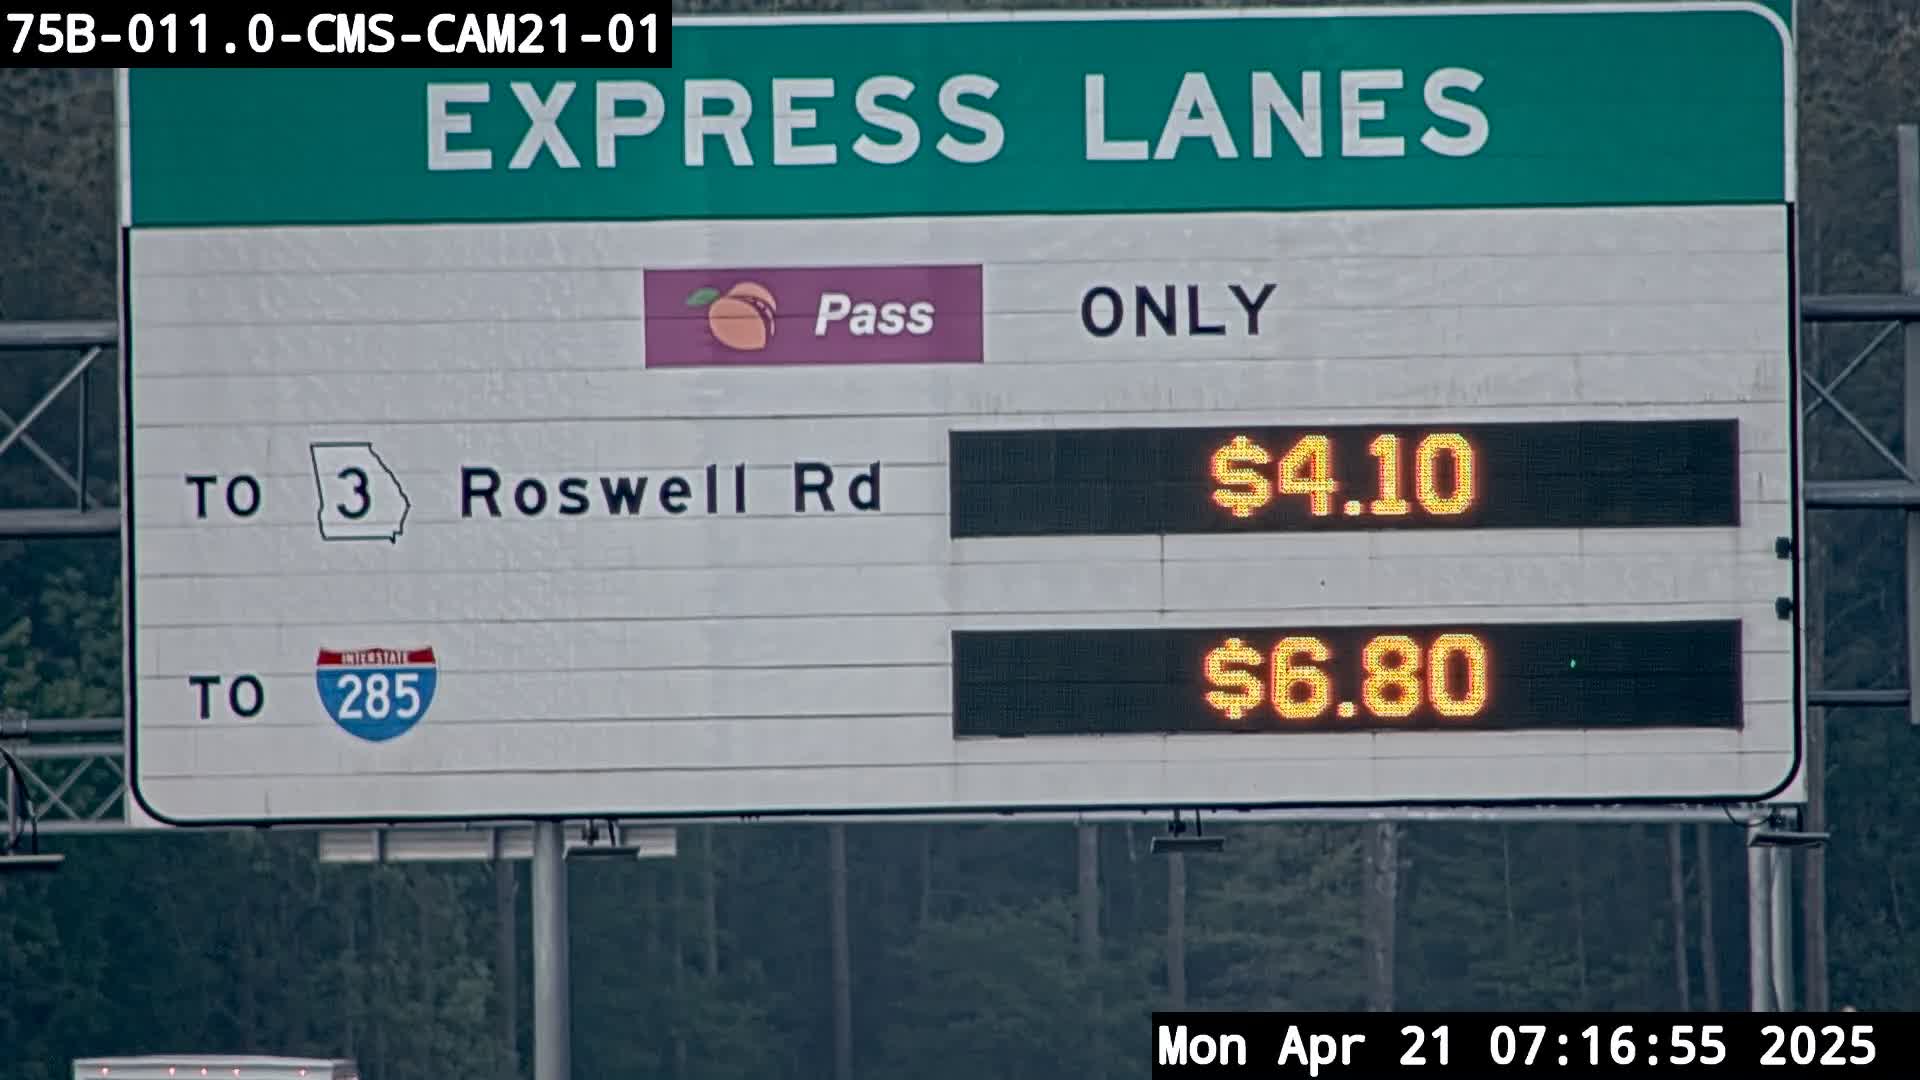 75B-011.0-CMS-CAM21-01
EXPRESS LANES
Pass ONLY
TO 3 Roswell Rd $4.10
INTERSTATE
TO 285 $6.80
Mon Apr 21 07:16:55 2025